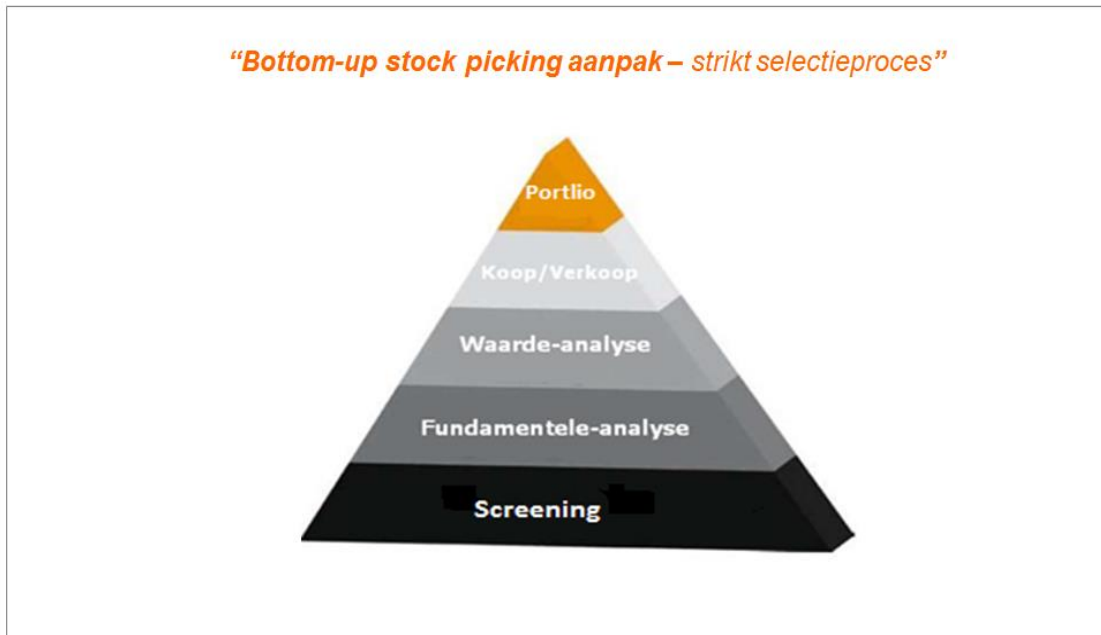 “Bottom-up stock picking aanpak – strikt selectieproces”
Portlio
Koop/Verkoop
Waarde-analyse
Fundamentele-analyse
Screening